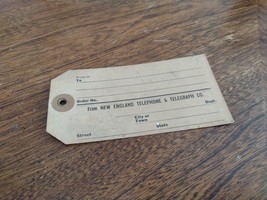 To
Order No.
From NEW ENGLAND TELEPHONE & TELEGRAPH CO.
Dept.
City or
Town
State
Street